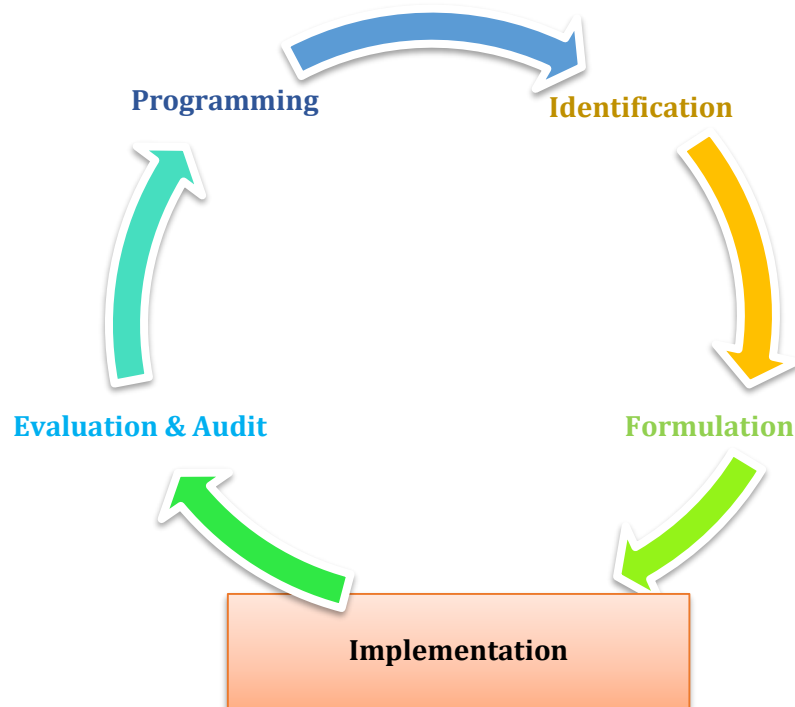 Programming
Identification
Formulation
Implementation
Evaluation & Audit